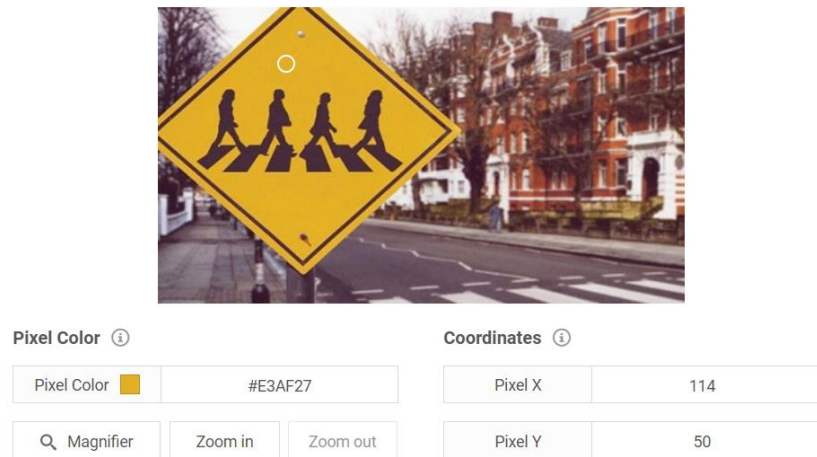 Pixel Color
Coordinates
Pixel Color #E3AF27
Pixel X 114
Magnifier Zoom in Zoom out
Pixel Y 50